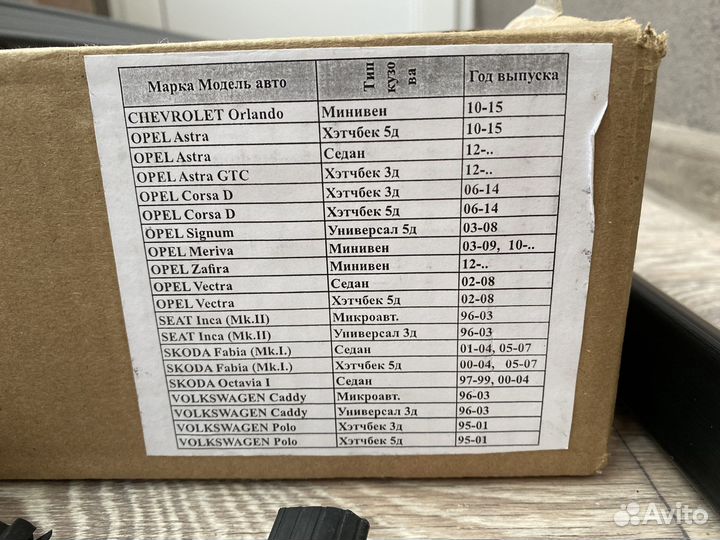 Марка Модель авто Тип кузо ва Год выпуска
CHEVROLET Orlando Минивен 10-15
OPEL Astra Хэтчбек 5д 10-15
OPEL Astra Седан 12-..
OPEL Astra GTC Хэтчбек 3д 12-..
OPEL Corsa D Хэтчбек 3д 06-14
OPEL Corsa D Хэтчбек 5д 06-14
OPEL Signum Универсал 5д 03-08
OPEL Meriva Минивен 03-09, 10-..
OPEL Zafira Минивен 12-..
OPEL Vectra Седан 02-08
OPEL Vectra Хэтчбек 5д 02-08
SEAT Inca (Mk.II) Микроавт. 96-03
SEAT Inca (Mk.II) Универсал 3д 96-03
SKODA Fabia (Mk.I.) Седан 01-04, 05-07
SKODA Fabia (Mk.I.) Хэтчбек 5д 00-04, 05-07
SKODA Octavia I Седан 97-99, 00-04
VOLKSWAGEN Caddy Микроавт. 96-03
VOLKSWAGEN Caddy Универсал 3д 96-03
VOLKSWAGEN Polo Хэтчбек 3д 95-01
VOLKSWAGEN Polo Хэтчбек 5д 95-01
Avito